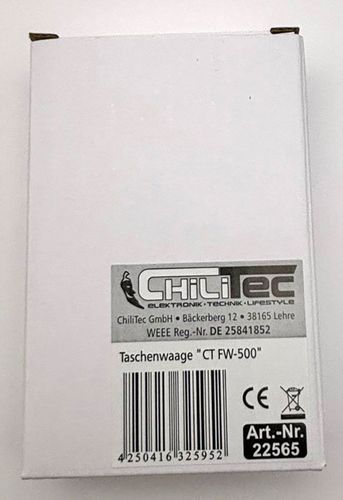 CHiLiTEC
ELEKTRONIK • TECHNIK • LIFESTYLE
ChiliTec GmbH • Bäckerberg 12 • 38165 Lehre
WEEE Reg.-Nr. DE 25841852
Taschenwaage "CT FW-500"
CE
Art.-Nr.
22565
4 250416 325952